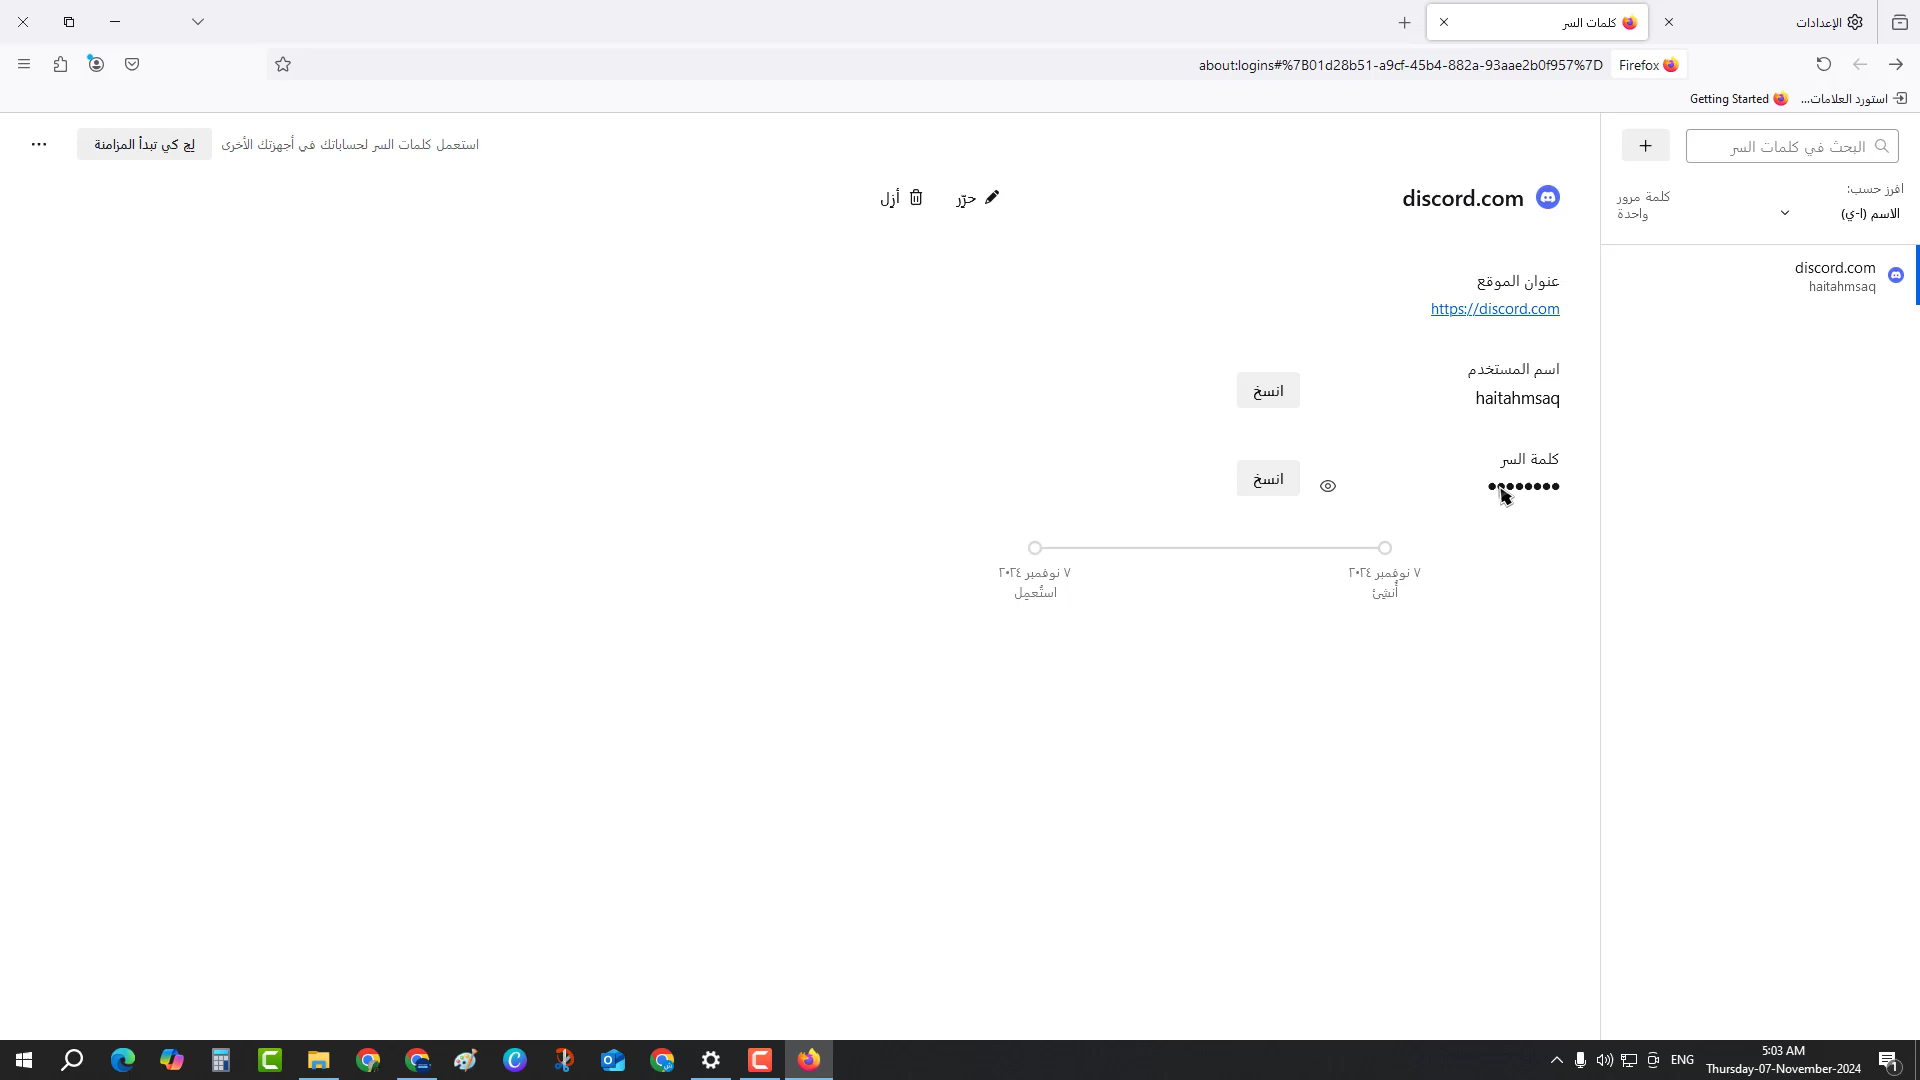 الإعدادات
كلمات السر
Firefox
about:logins#%7B01d28b51-a9cf-45b4-882a-93aae2b0f957%7D
استورد العلامات...
Getting Started
البحث في كلمات السر
افرز حسب:
الاسم (ا-ي)
كلمة مرور واحدة
discord.com
haitahmsaq
استعمل كلمات السر لحساباتك في أجهزتك الأخرى
لِج كي تبدأ المزامنة
discord.com
حرّر
أزل
عنوان الموقع
https://discord.com
اسم المستخدم
haitahmsaq
انسخ
كلمة السر
••••••••
انسخ
٧ نوفمبر ٢٠٢٤
أُنشِئ
٧ نوفمبر ٢٠٢٤
استُعمِل
ENG
5:03 AM
Thursday-07-November-2024
1